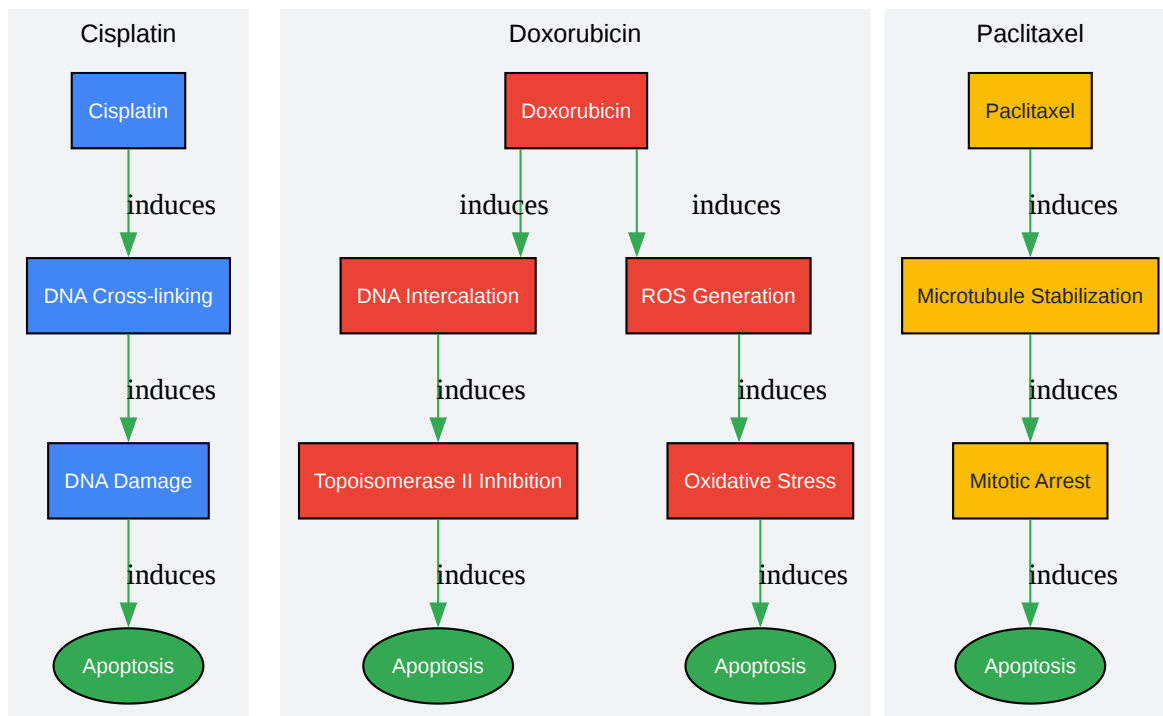 Cisplatin
Cisplatin
induces
DNA Cross-linking
induces
DNA Damage
induces
Apoptosis
Doxorubicin
Doxorubicin
induces
induces
DNA Intercalation
ROS Generation
induces
induces
Topoisomerase II Inhibition
Oxidative Stress
induces
induces
Apoptosis
Apoptosis
Paclitaxel
Paclitaxel
induces
Microtubule Stabilization
induces
Mitotic Arrest
induces
Apoptosis